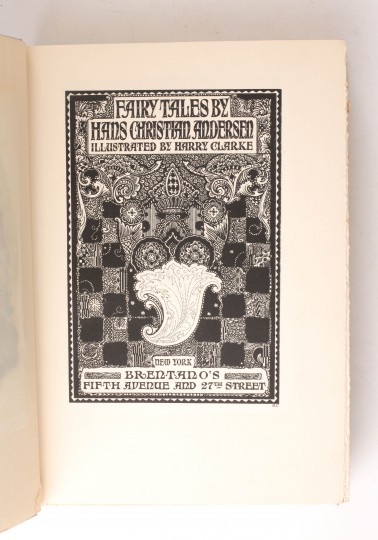 FAIRY TALES BY
HANS CHRISTIAN ANDERSEN
ILLUSTRATED BY HARRY CLARKE
NEW YORK
BRENTANO'S
FIFTH AVENUE AND 27TH STREET